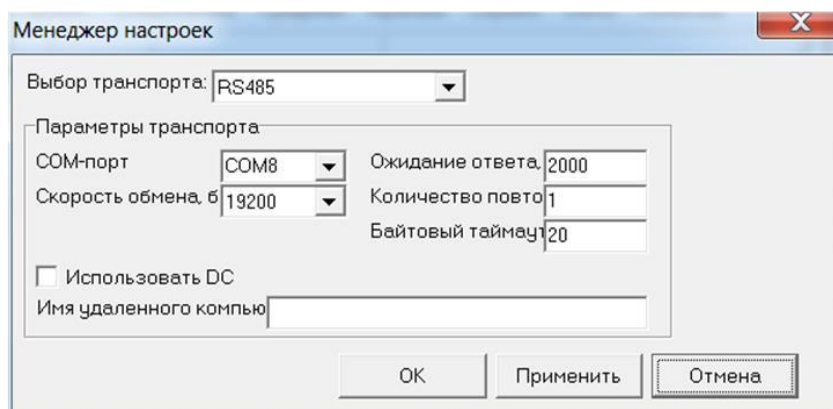 Менеджер настроек
X
Выбор транспорта: RS485
Параметры транспорта
COM-порт COM8 Ожидание ответа, 2000
Скорость обмена, б 19200 Количество повто 1
Байтовый таймаут 20
Использовать DC
Имя удаленного компью
OK Применить Отмена